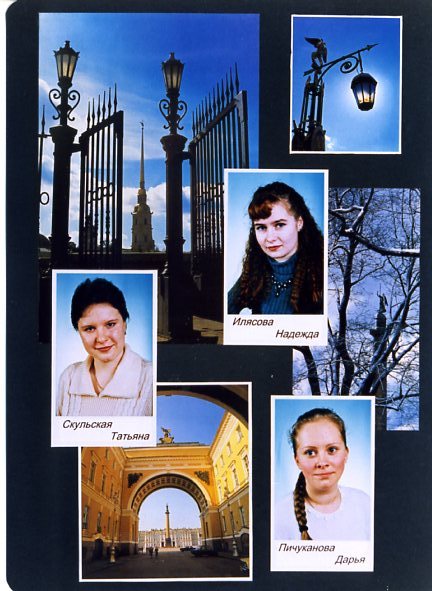 Илясова
Надежда
Скульская
Татьяна
Пичуканова
Дарья